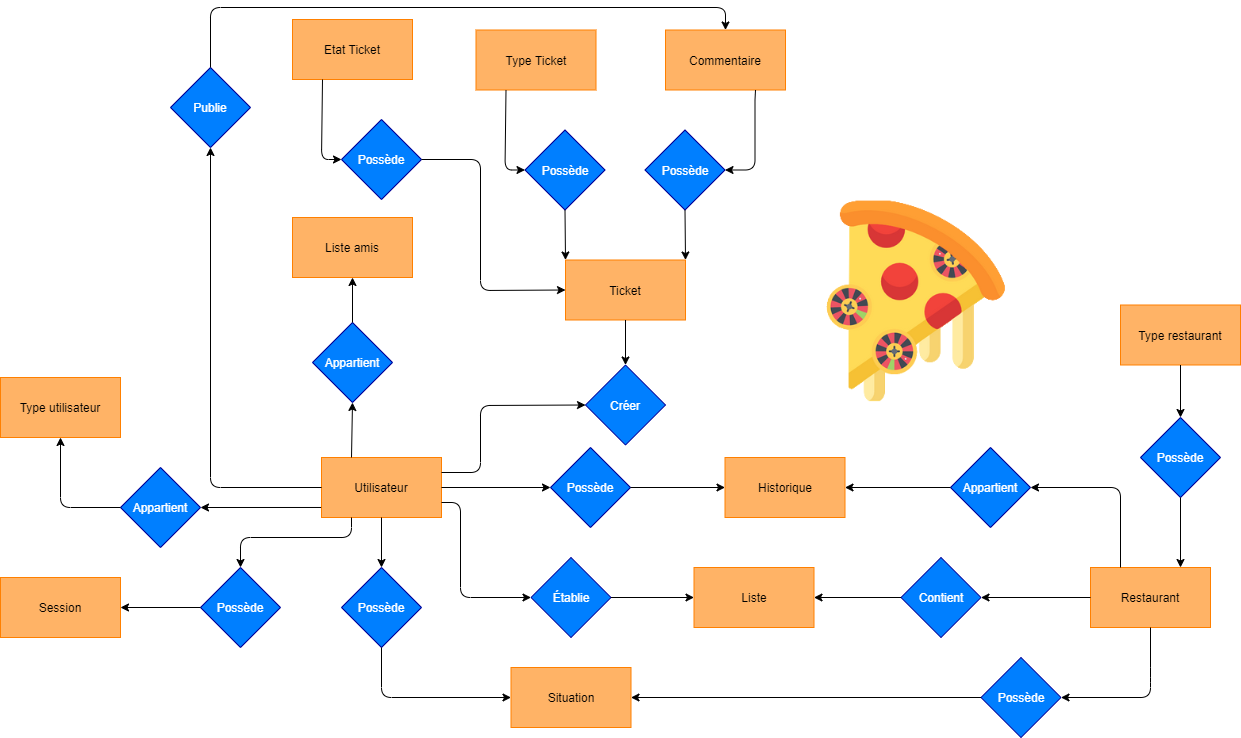 Etat Ticket
Type Ticket
Commentaire
Publie
Possède
Possède
Possède
Liste amis
Ticket
Type restaurant
Appartient
Créer
Type utilisateur
Possède
Utilisateur
Possède
Historique
Appartient
Appartient
Session
Possède
Possède
Établie
Liste
Contient
Restaurant
Situation
Possède